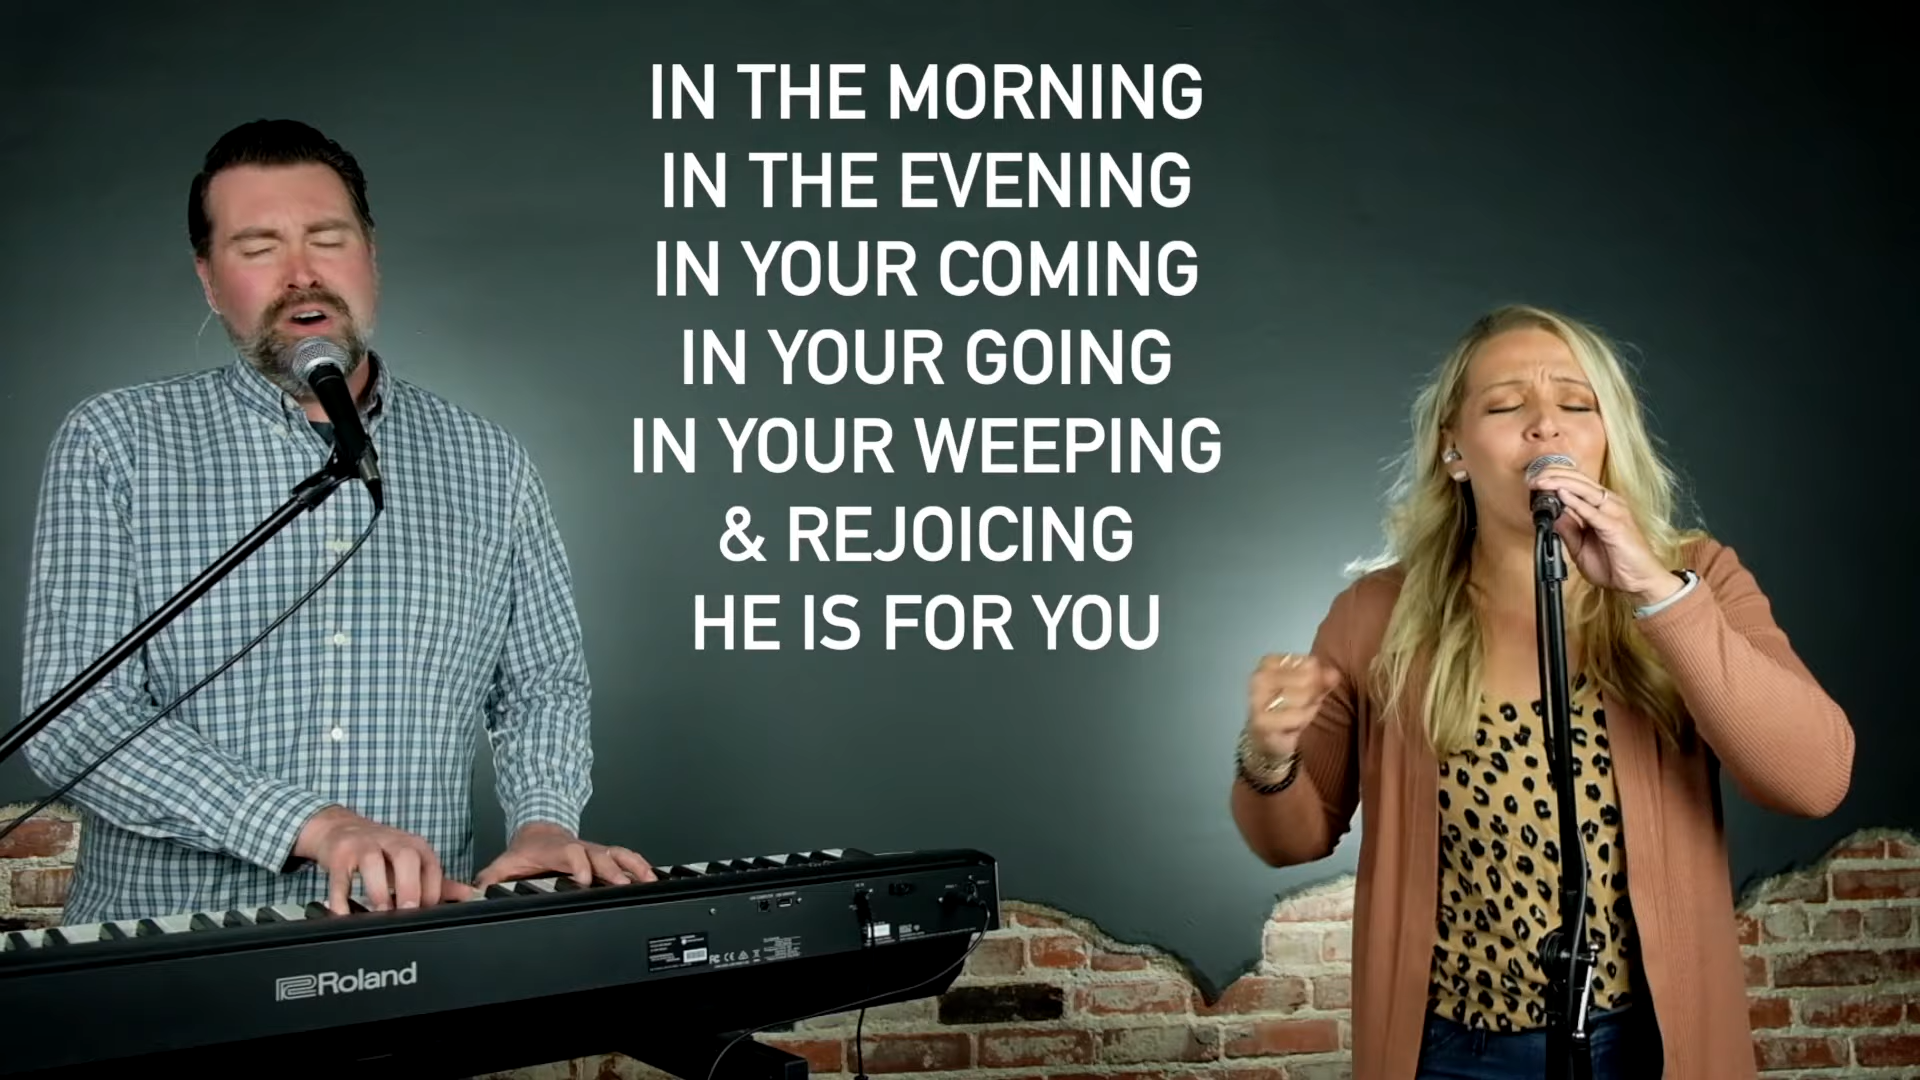 IN THE MORNING
IN THE EVENING
IN YOUR COMING
IN YOUR GOING
IN YOUR WEEPING
& REJOICING
HE IS FOR YOU
Roland